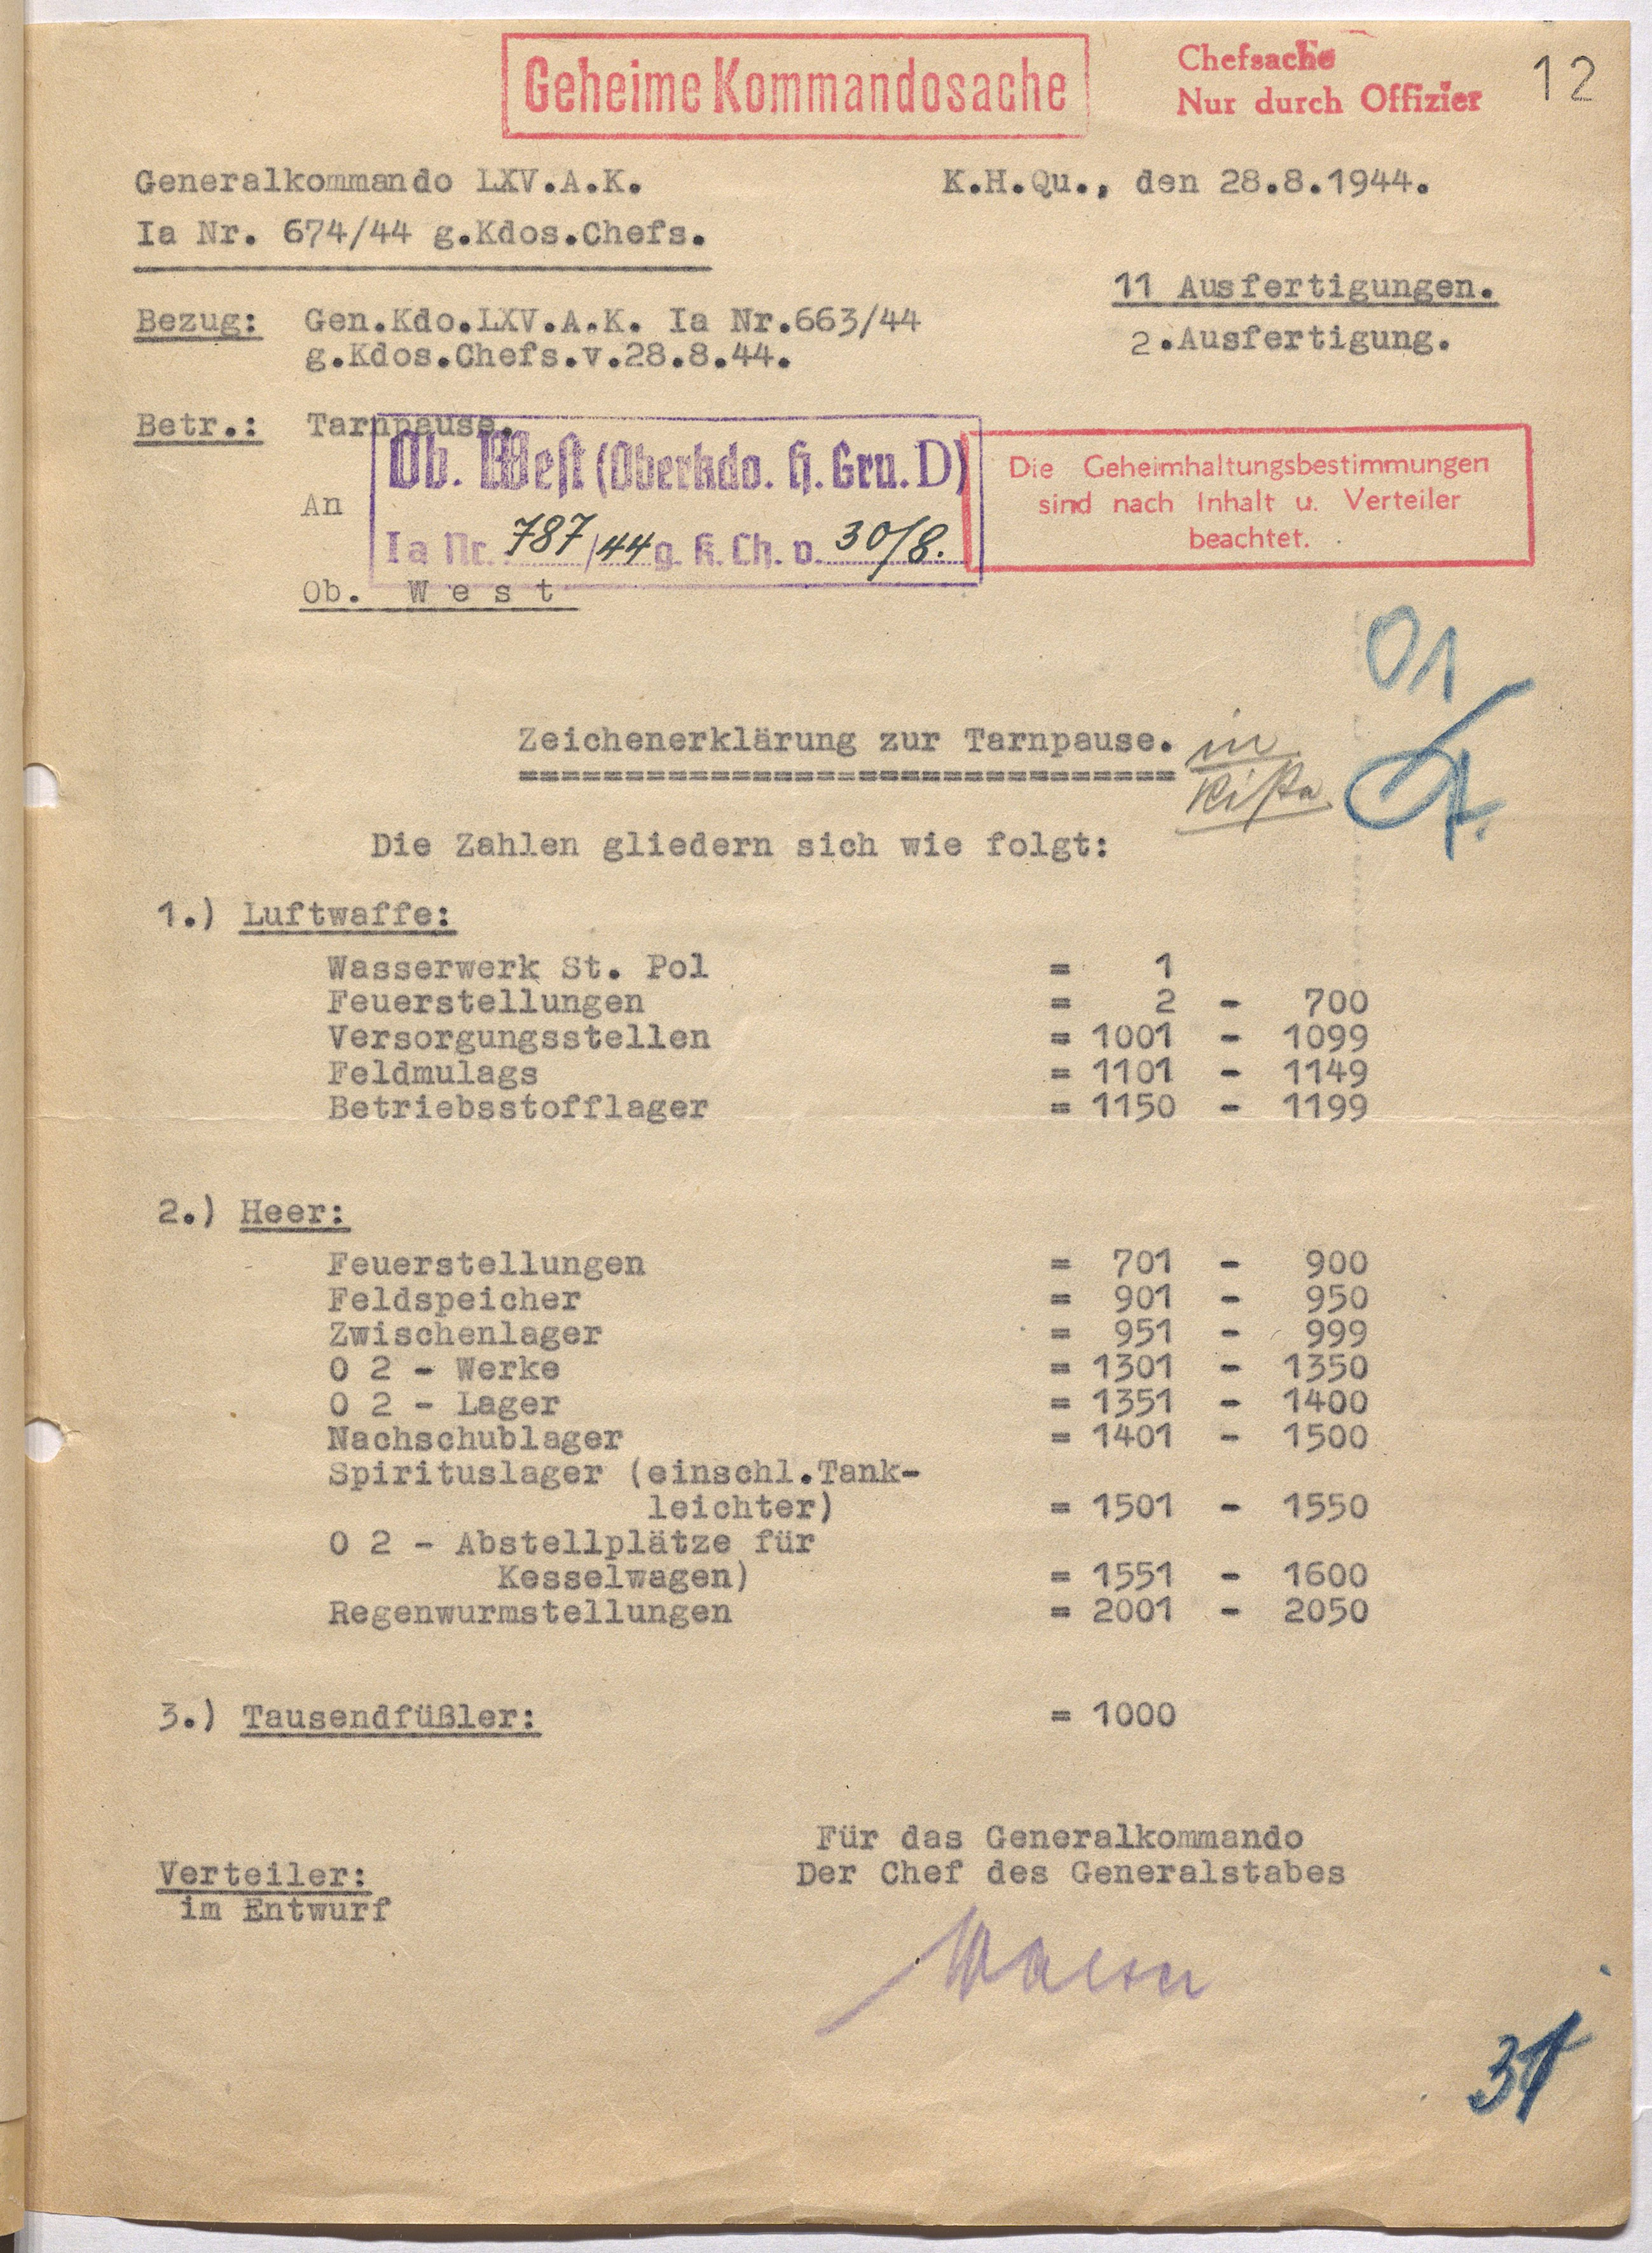 Geheime Kommandosache
Chefsache
Nur durch Offizier
12
Generalkommando LXV.A.K.
K.H.Qu., den 28.8.1944.
Ia Nr. 674/44 g.Kdos.Chefs.
11 Ausfertigungen.
2.Ausfertigung.
Bezug: Gen.Kdo.LXV.A.K. Ia Nr.663/44
g.Kdos.Chefs.v.28.8.44.
Betr.: Tarnpause.
Ob. West (Oberkdo. H. Gru. D)
Ia Nr. 787/44 g. K. Ch. v. 30/8.
Die Geheimhaltungsbestimmungen
sind nach Inhalt u. Verteiler
beachtet.
An
Ob. West
01
Zeichenerklärung zur Tarnpause.
in
===============================
Die Zahlen gliedern sich wie folgt:
1.) Luftwaffe:
Wasserwerk St. Pol = 1
Feuerstellungen = 2 - 700
Versorgungsstellen = 1001 - 1099
Feldmulags = 1101 - 1149
Betriebsstofflager = 1150 - 1199
2.) Heer:
Feuerstellungen = 701 - 900
Feldspeicher = 901 - 950
Zwischenlager = 951 - 999
O 2 - Werke = 1301 - 1350
O 2 - Lager = 1351 - 1400
Nachschublager = 1401 - 1500
Spirituslager (einschl.Tank-
leichter) = 1501 - 1550
O 2 - Abstellplätze für
Kesselwagen) = 1551 - 1600
Regenwurmstellungen = 2001 - 2050
3.) Tausendfüßler: = 1000
Für das Generalkommando
Der Chef des Generalstabes
Verteiler:
im Entwurf